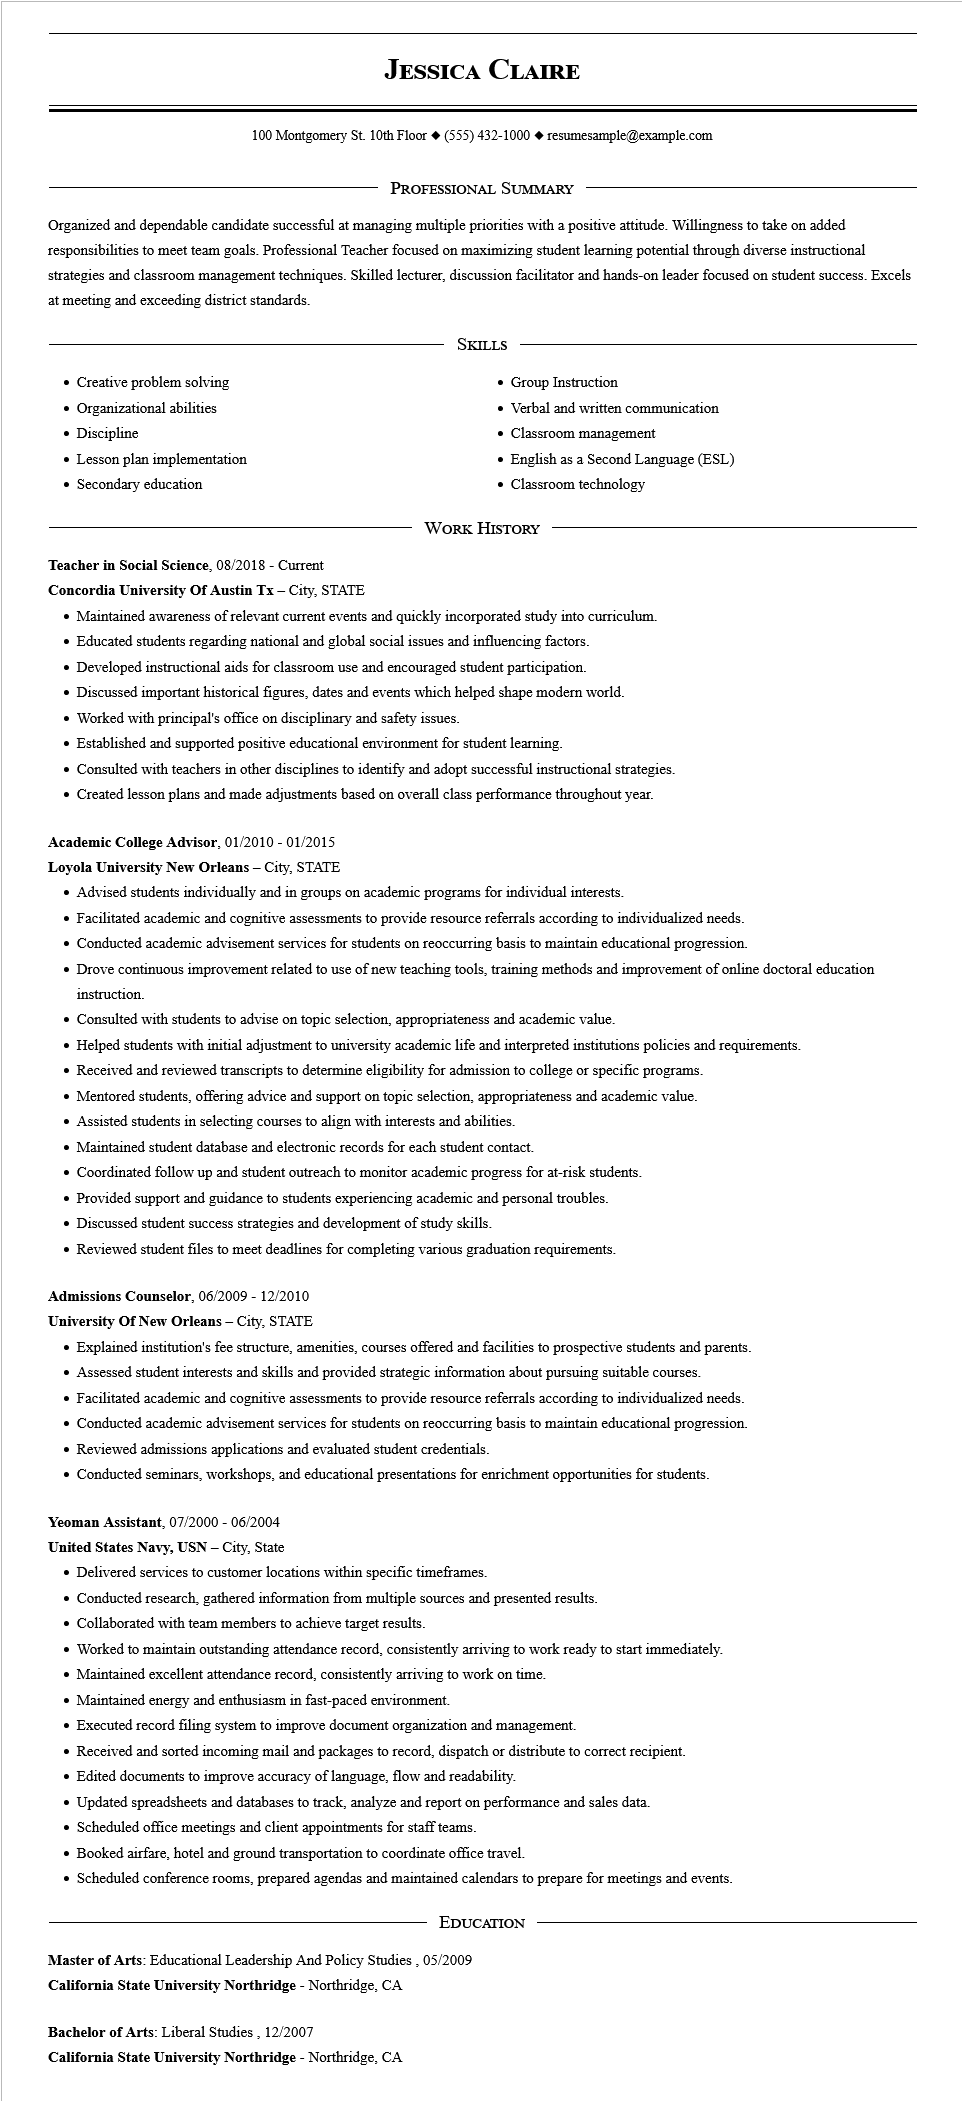 Jessica Claire
100 Montgomery St. 10th Floor ◆ (555) 432-1000 ◆ resumesample@example.com
Professional Summary
Organized and dependable candidate successful at managing multiple priorities with a positive attitude. Willingness to take on added
responsibilities to meet team goals. Professional Teacher focused on maximizing student learning potential through diverse instructional
strategies and classroom management techniques. Skilled lecturer, discussion facilitator and hands-on leader focused on student success. Excels
at meeting and exceeding district standards.
Skills
• Creative problem solving
• Organizational abilities
• Discipline
• Lesson plan implementation
• Secondary education
• Group Instruction
• Verbal and written communication
• Classroom management
• English as a Second Language (ESL)
• Classroom technology
Work History
Teacher in Social Science, 08/2018 - Current
Concordia University Of Austin Tx – City, STATE
• Maintained awareness of relevant current events and quickly incorporated study into curriculum.
• Educated students regarding national and global social issues and influencing factors.
• Developed instructional aids for classroom use and encouraged student participation.
• Discussed important historical figures, dates and events which helped shape modern world.
• Worked with principal's office on disciplinary and safety issues.
• Established and supported positive educational environment for student learning.
• Consulted with teachers in other disciplines to identify and adopt successful instructional strategies.
• Created lesson plans and made adjustments based on overall class performance throughout year.
Academic College Advisor, 01/2010 - 01/2015
Loyola University New Orleans – City, STATE
• Advised students individually and in groups on academic programs for individual interests.
• Facilitated academic and cognitive assessments to provide resource referrals according to individualized needs.
• Conducted academic advisement services for students on reoccurring basis to maintain educational progression.
• Drove continuous improvement related to use of new teaching tools, training methods and improvement of online doctoral education
instruction.
• Consulted with students to advise on topic selection, appropriateness and academic value.
• Helped students with initial adjustment to university academic life and interpreted institutions policies and requirements.
• Received and reviewed transcripts to determine eligibility for admission to college or specific programs.
• Mentored students, offering advice and support on topic selection, appropriateness and academic value.
• Assisted students in selecting courses to align with interests and abilities.
• Maintained student database and electronic records for each student contact.
• Coordinated follow up and student outreach to monitor academic progress for at-risk students.
• Provided support and guidance to students experiencing academic and personal troubles.
• Discussed student success strategies and development of study skills.
• Reviewed student files to meet deadlines for completing various graduation requirements.
Admissions Counselor, 06/2009 - 12/2010
University Of New Orleans – City, STATE
• Explained institution's fee structure, amenities, courses offered and facilities to prospective students and parents.
• Assessed student interests and skills and provided strategic information about pursuing suitable courses.
• Facilitated academic and cognitive assessments to provide resource referrals according to individualized needs.
• Conducted academic advisement services for students on reoccurring basis to maintain educational progression.
• Reviewed admissions applications and evaluated student credentials.
• Conducted seminars, workshops, and educational presentations for enrichment opportunities for students.
Yeoman Assistant, 07/2000 - 06/2004
United States Navy, USN – City, State
• Delivered services to customer locations within specific timeframes.
• Conducted research, gathered information from multiple sources and presented results.
• Collaborated with team members to achieve target results.
• Worked to maintain outstanding attendance record, consistently arriving to work ready to start immediately.
• Maintained excellent attendance record, consistently arriving to work on time.
• Maintained energy and enthusiasm in fast-paced environment.
• Executed record filing system to improve document organization and management.
• Received and sorted incoming mail and packages to record, dispatch or distribute to correct recipient.
• Edited documents to improve accuracy of language, flow and readability.
• Updated spreadsheets and databases to track, analyze and report on performance and sales data.
• Scheduled office meetings and client appointments for staff teams.
• Booked airfare, hotel and ground transportation to coordinate office travel.
• Scheduled conference rooms, prepared agendas and maintained calendars to prepare for meetings and events.
Education
Master of Arts: Educational Leadership And Policy Studies , 05/2009
California State University Northridge - Northridge, CA
Bachelor of Arts: Liberal Studies , 12/2007
California State University Northridge - Northridge, CA